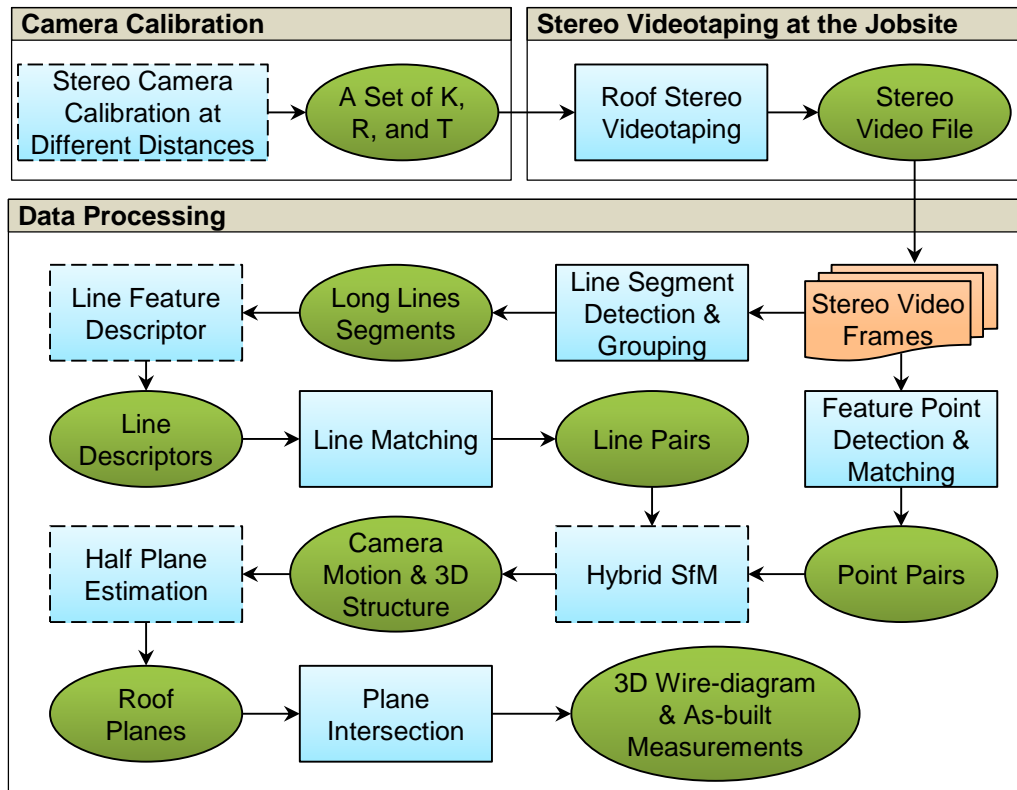 Camera Calibration
Stereo Camera
Calibration at
Different Distances
A Set of K,
R, and T
Stereo Videotaping at the Jobsite
Roof Stereo
Videotaping
Stereo
Video File
Data Processing
Line Feature
Descriptor
Long Lines
Segments
Line Segment
Detection &
Grouping
Stereo Video
Frames
Line
Descriptors
Line Matching
Line Pairs
Feature Point
Detection &
Matching
Half Plane
Estimation
Camera
Motion & 3D
Structure
Hybrid SfM
Point Pairs
Roof
Planes
Plane
Intersection
3D Wire-diagram
& As-built
Measurements